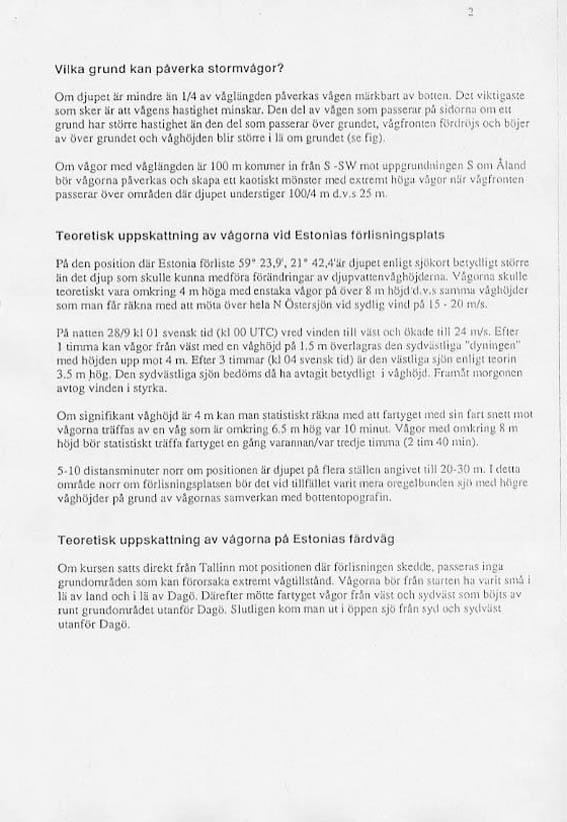 2
Vilka grund kan påverka stormvågor?
Om djupet är mindre än 1/4 av våglängden påverkas vågen märkbart av botten. Det viktigaste
som sker är att vågens hastighet minskar. Den del av vågen som passerar på sidorna om ett
grund har större hastighet än den del som passerar över grundet, vågfronten fördröjs och böjer
av över grundet och våghöjden blir större i lä om grundet (se fig).
Om vågor med våglängden är 100 m kommer in från S -SW mot uppgrundningen S om Åland
bör vågorna påverkas och skapa ett kaotiskt mönster med extremt höga vågor när vågfronten
passerar över områden där djupet understiger 100/4 m d.v.s 25 m.
Teoretisk uppskattning av vågorna vid Estonias förlisningsplats
På den position där Estonia förliste 59° 23,9', 21° 42,4'är djupet enligt sjökort betydligt större
än det djup som skulle kunna medföra förändringar av djupvattenvåghöjderna. Vågorna skulle
teoretiskt vara omkring 4 m höga med enstaka vågor på över 8 m höjd d.v.s samma våghöjder
som man får räkna med att möta över hela N Östersjön vid sydlig vind på 15 - 20 m/s.
På natten 28/9 kl 01 svensk tid (kl 00 UTC) vred vinden till väst och ökade till 24 m/s. Efter
1 timma kan vågor från väst med en våghöjd på 1.5 m överlagras den sydvästliga "dyningen"
med höjden upp mot 4 m. Efter 3 timmar (kl 04 svensk tid) är den västliga sjön enligt teorin
3.5 m hög. Den sydvästliga sjön bedöms då ha avtagit betydligt i våghöjd. Framåt morgonen
avtog vinden i styrka.
Om signifikant våghöjd är 4 m kan man statistiskt räkna med att fartyget med sin fart snett mot
vågorna träffas av en våg som är omkring 6.5 m hög var 10 minut. Vågor med omkring 8 m
höjd bör statistiskt träffa fartyget en gång varannan/var tredje timma (2 tim 40 min).
5-10 distansminuter norr om positionen är djupet på flera ställen angivet till 20-30 m. I detta
område norr om förlisningsplatsen bör det vid tillfället varit mera oregelbunden sjö med högre
våghöjder på grund av vågornas samverkan med bottentopografin.
Teoretisk uppskattning av vågorna på Estonias färdväg
Om kursen satts direkt från Tallinn mot positionen där förlisningen skedde, passeras inga
grundområden som kan förorsaka extremt vågtillstånd. Vågorna bör från starten ha varit små i
lä av land och i lä av Dagö. Därefter mötte fartyget vågor från väst och sydväst som böjts av
runt grundområdet utanför Dagö. Slutligen kom man ut i öppen sjö från syd och sydväst
utanför Dagö.